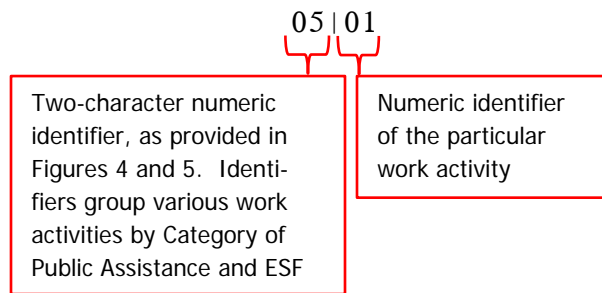 05|01
Two-character numeric
identifier, as provided in
Figures 4 and 5.  Identi-
fiers group various work
activities by Category of
Public Assistance and ESF
Numeric identifier
of the particular
work activity